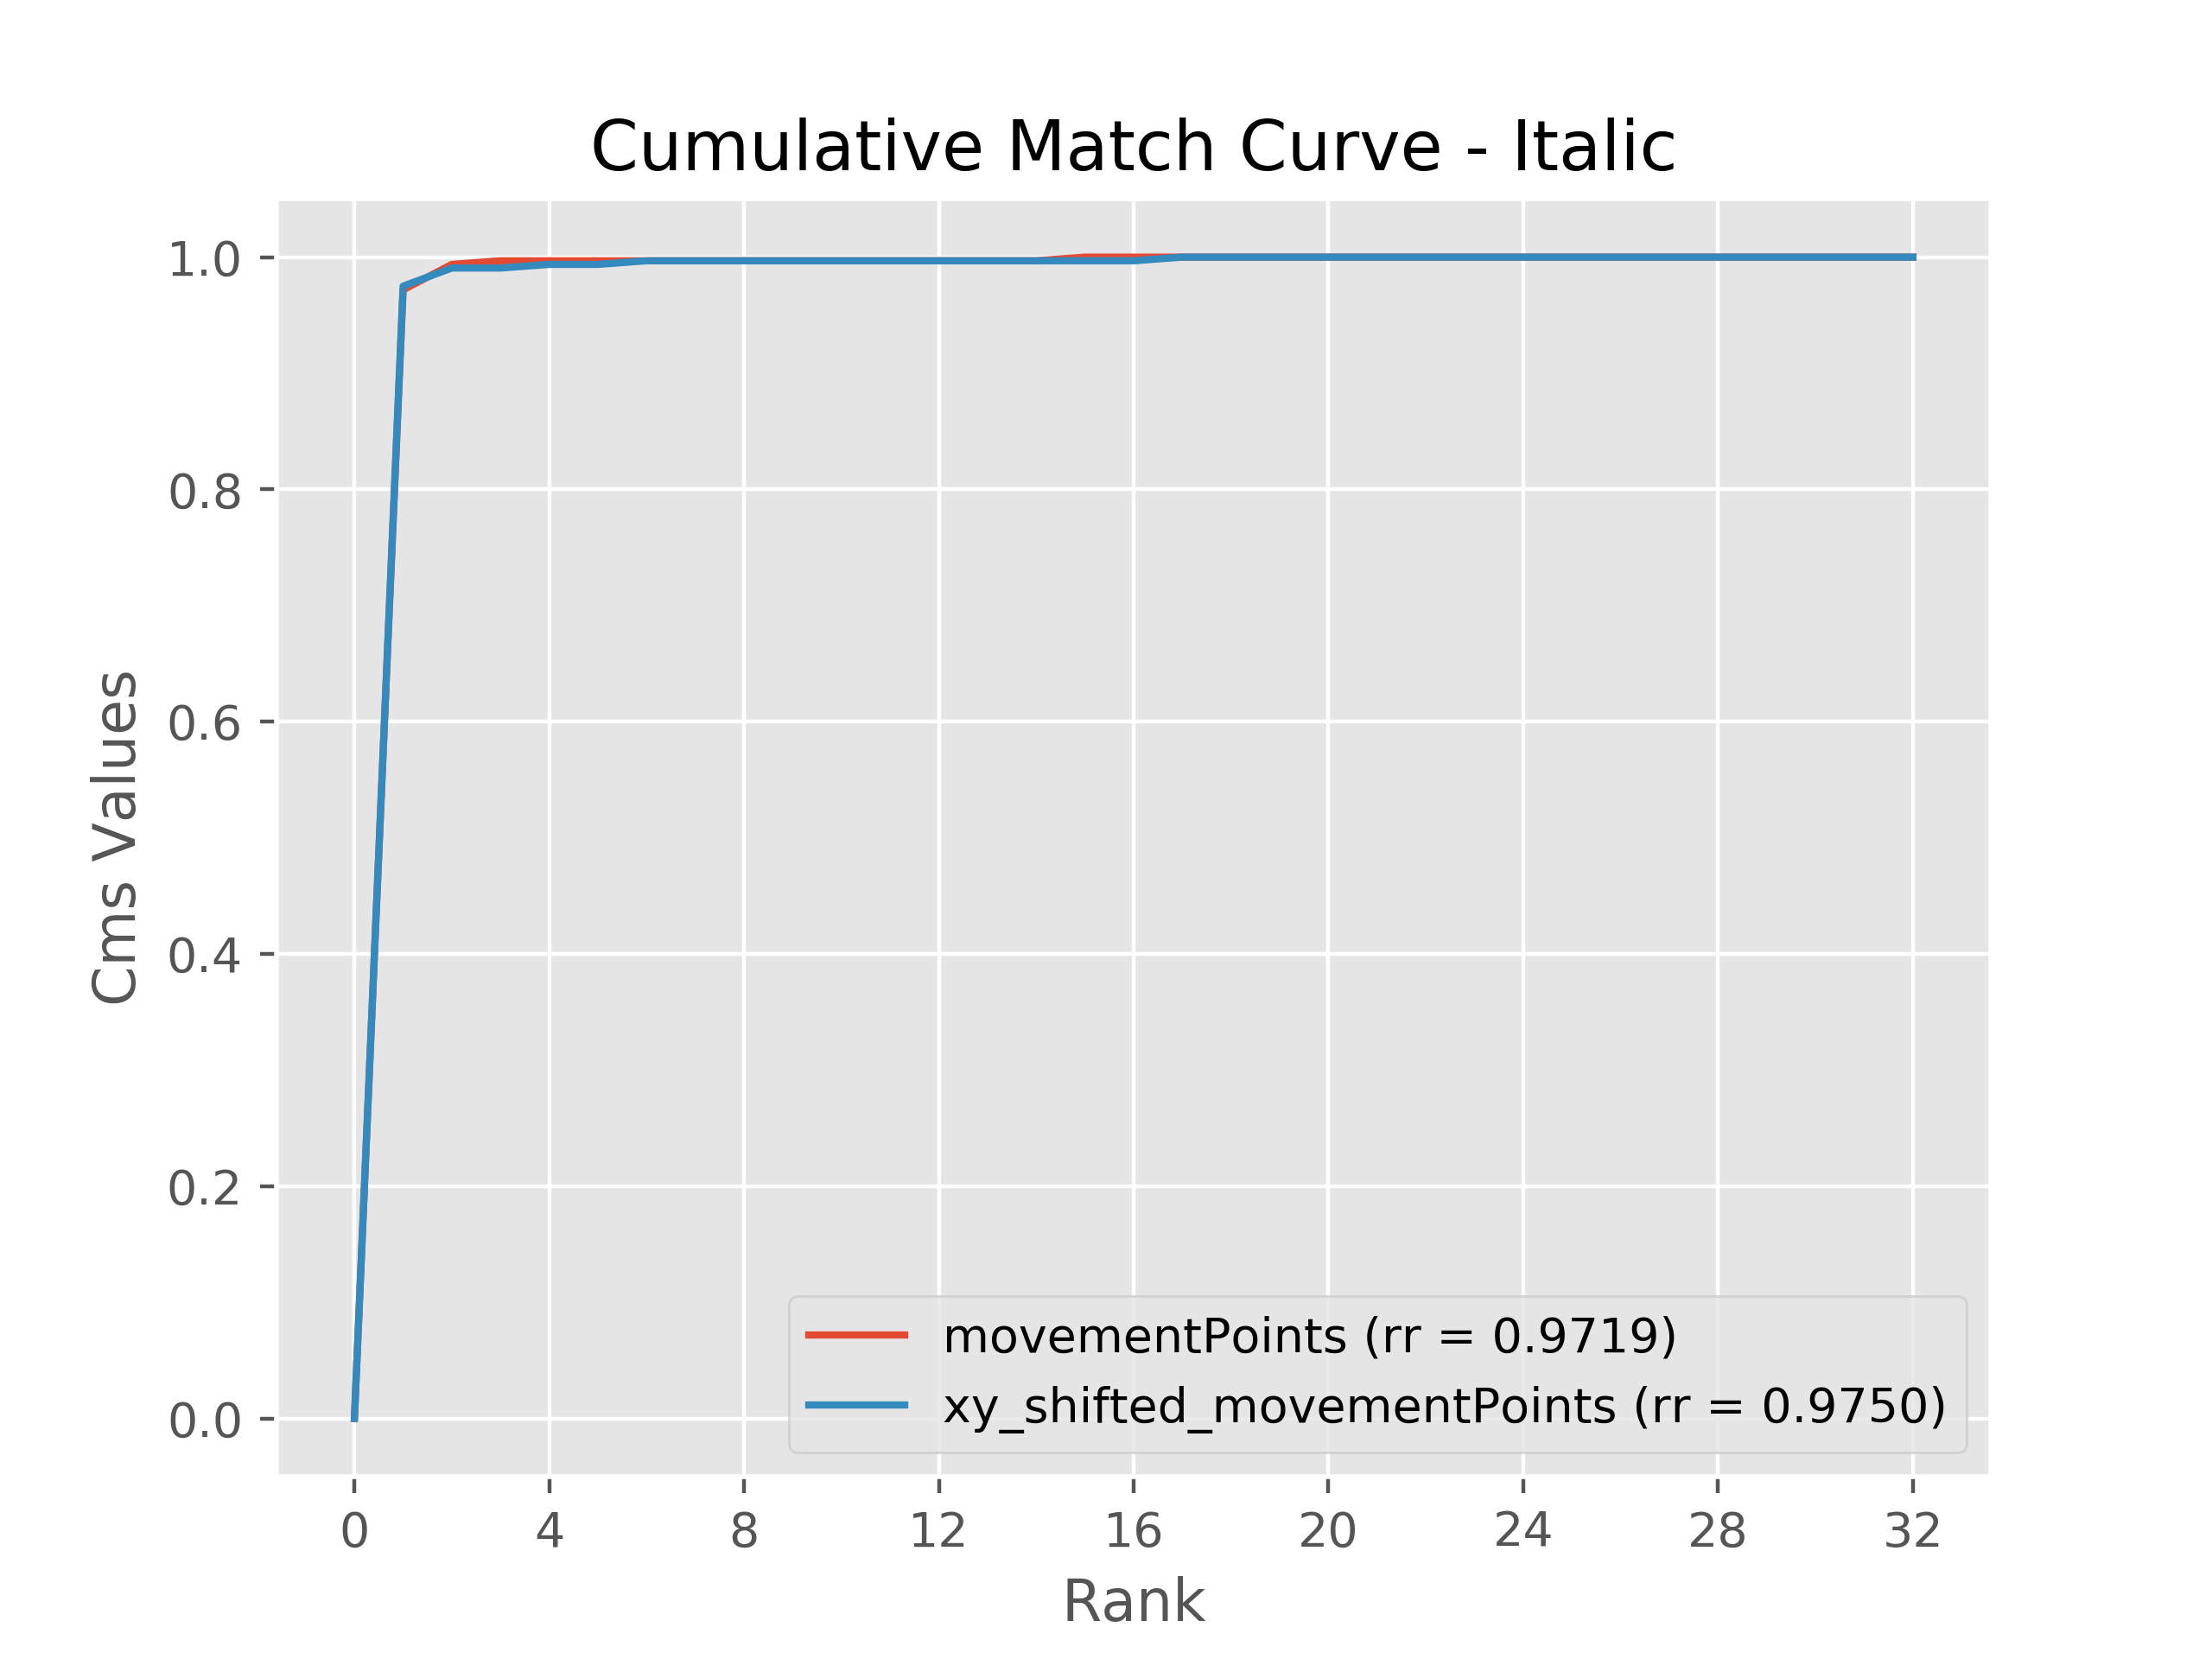 Cumulative Match Curve - Italic
Cms Values
1.0
0.8
0.6
0.4
0.2
0.0
movementPoints (rr = 0.9719)
xy_shifted_movementPoints (rr = 0.9750)
0 4 8 12 16 20 24 28 32
Rank